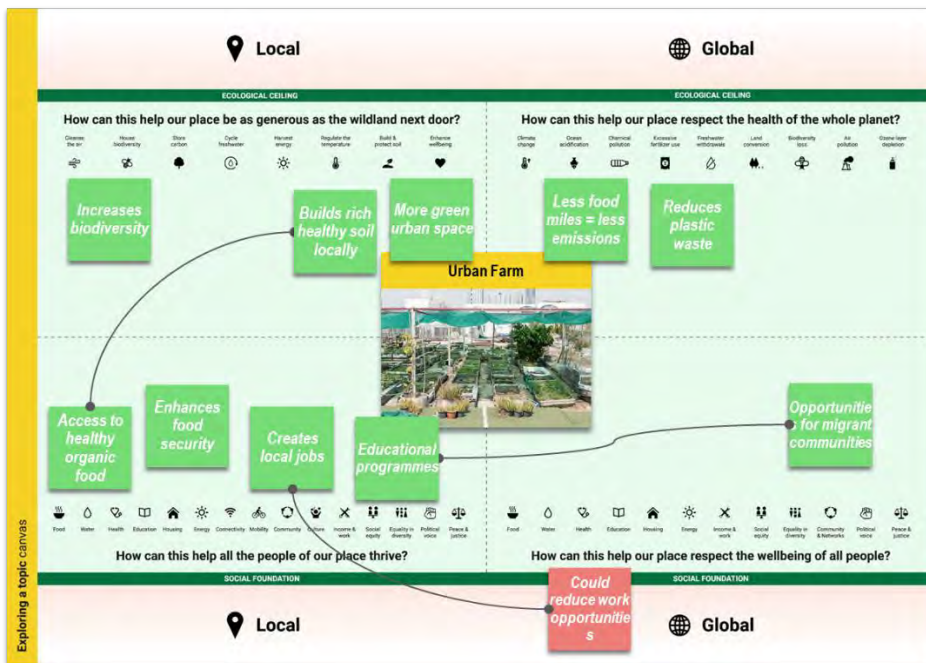 Local
Global
ECOLOGICAL CEILING
ECOLOGICAL CEILING
How can this help our place be as generous as the wildland next door?
How can this help our place respect the health of the whole planet?
Cleanse
the air
House
biodiversity
Store
carbon
Cycle
freshwater
Harvest
energy
Regulate the
temperature
Build &
protect soil
Enhance
wellbeing
Climate
change
Ocean
acidification
Chemical
pollution
Excessive
fertilizer use
Freshwater
withdrawals
Land
conversion
Biodiversity
loss
Air
pollution
Ozone layer
depletion
Increases
biodiversity
Builds rich
healthy soil
locally
More green
urban space
Less food
miles = less
emissions
Reduces
plastic
waste
Urban Farm
Access to
healthy
organic
food
Enhances
food
security
Creates
local jobs
Educational
programmes
Opportunitie
for migrant
communities
Food
Water
Health
Education
Housing
Energy
Connectivity
Mobility
Community
Culture
Income &
work
Social
equity
Equality in
diversity
Political
voice
Peace &
justice
Food
Water
Health
Education
Housing
Energy
Income &
work
Social
equity
Equality in
diversity
Community
& Networks
Political
voice
Peace &
justice
How can this help all the people of our place thrive?
How can this help our place respect the wellbeing of all people?
SOCIAL FOUNDATION
SOCIAL FOUNDATION
Could
reduce work
opportunitie
s
Local
Global
Exploring a topic canvas